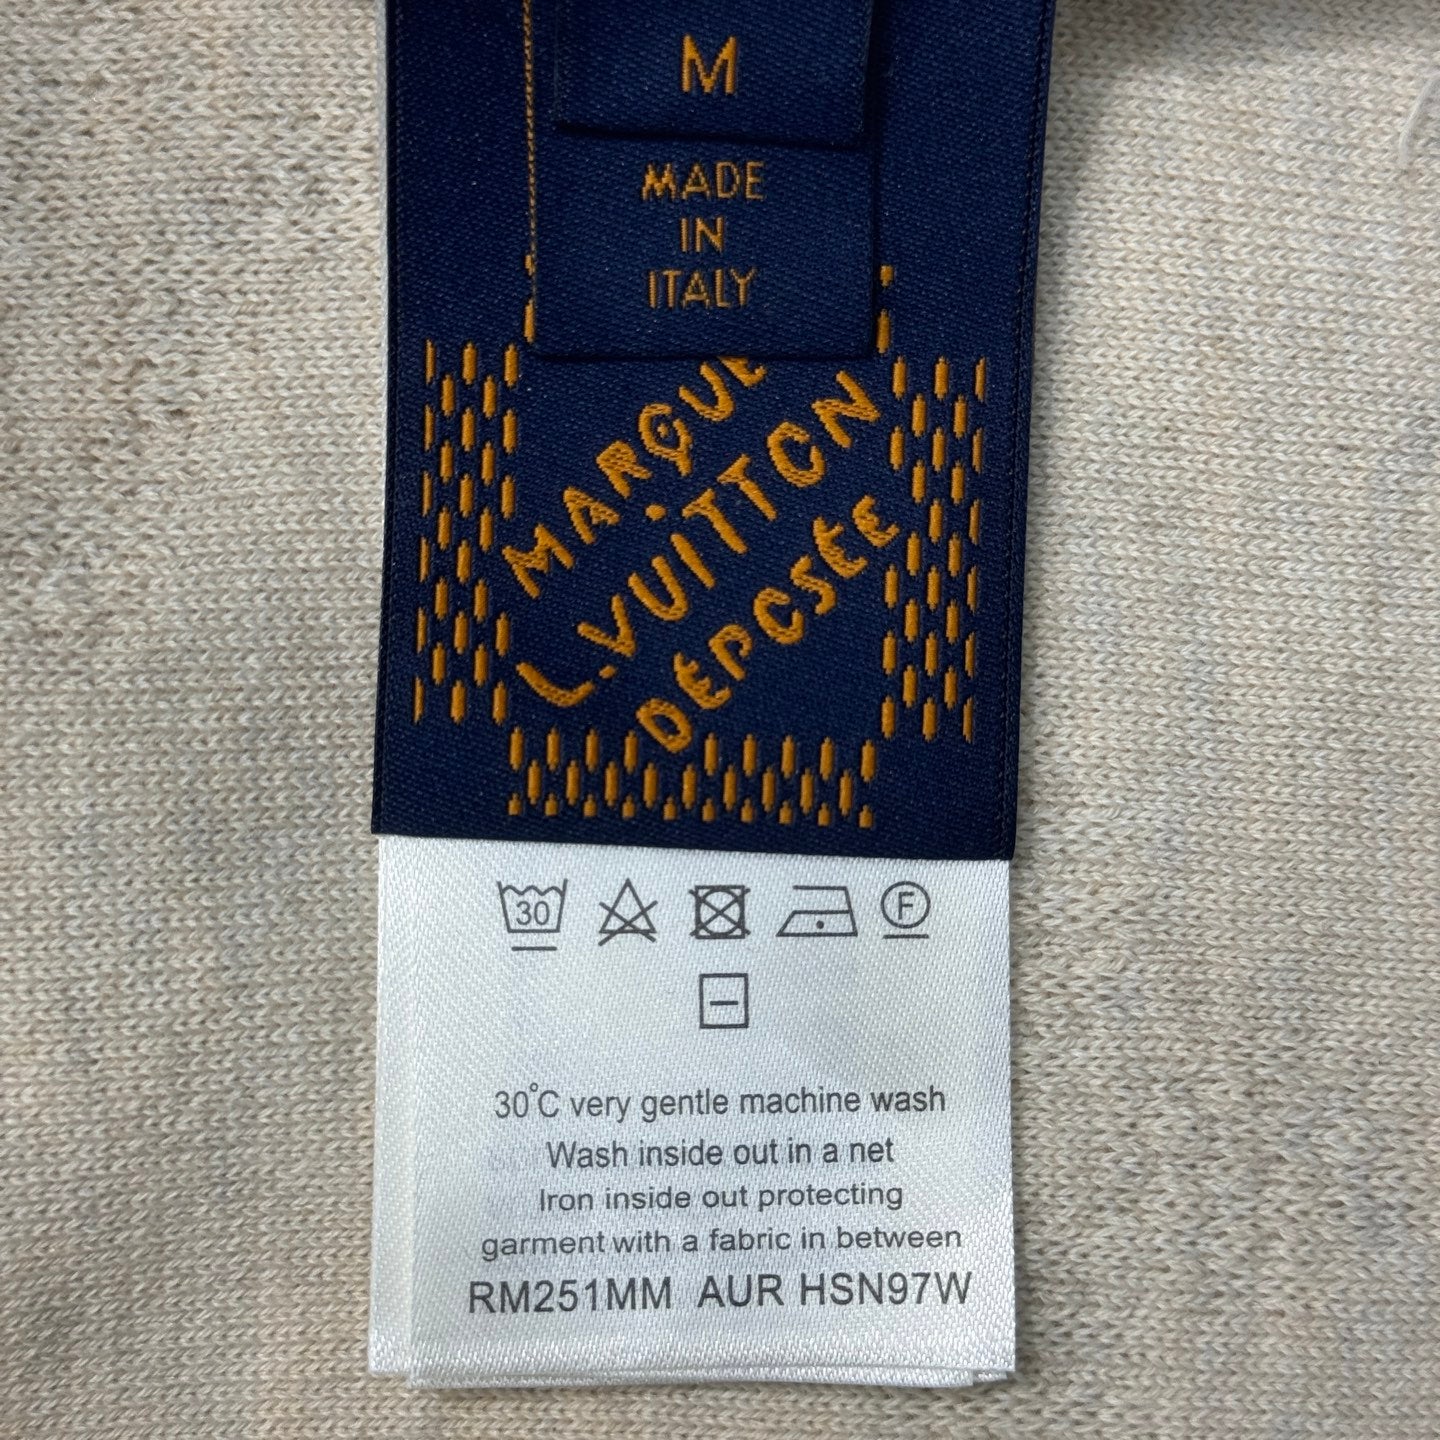 M
MADE
IN
ITALY
MARQUE
L.VUITTON
DÉPOSÉE
30
F
30°C very gentle machine wash
Wash inside out in a net
Iron inside out protecting
garment with a fabric in between
RM251MM AUR HSN97W